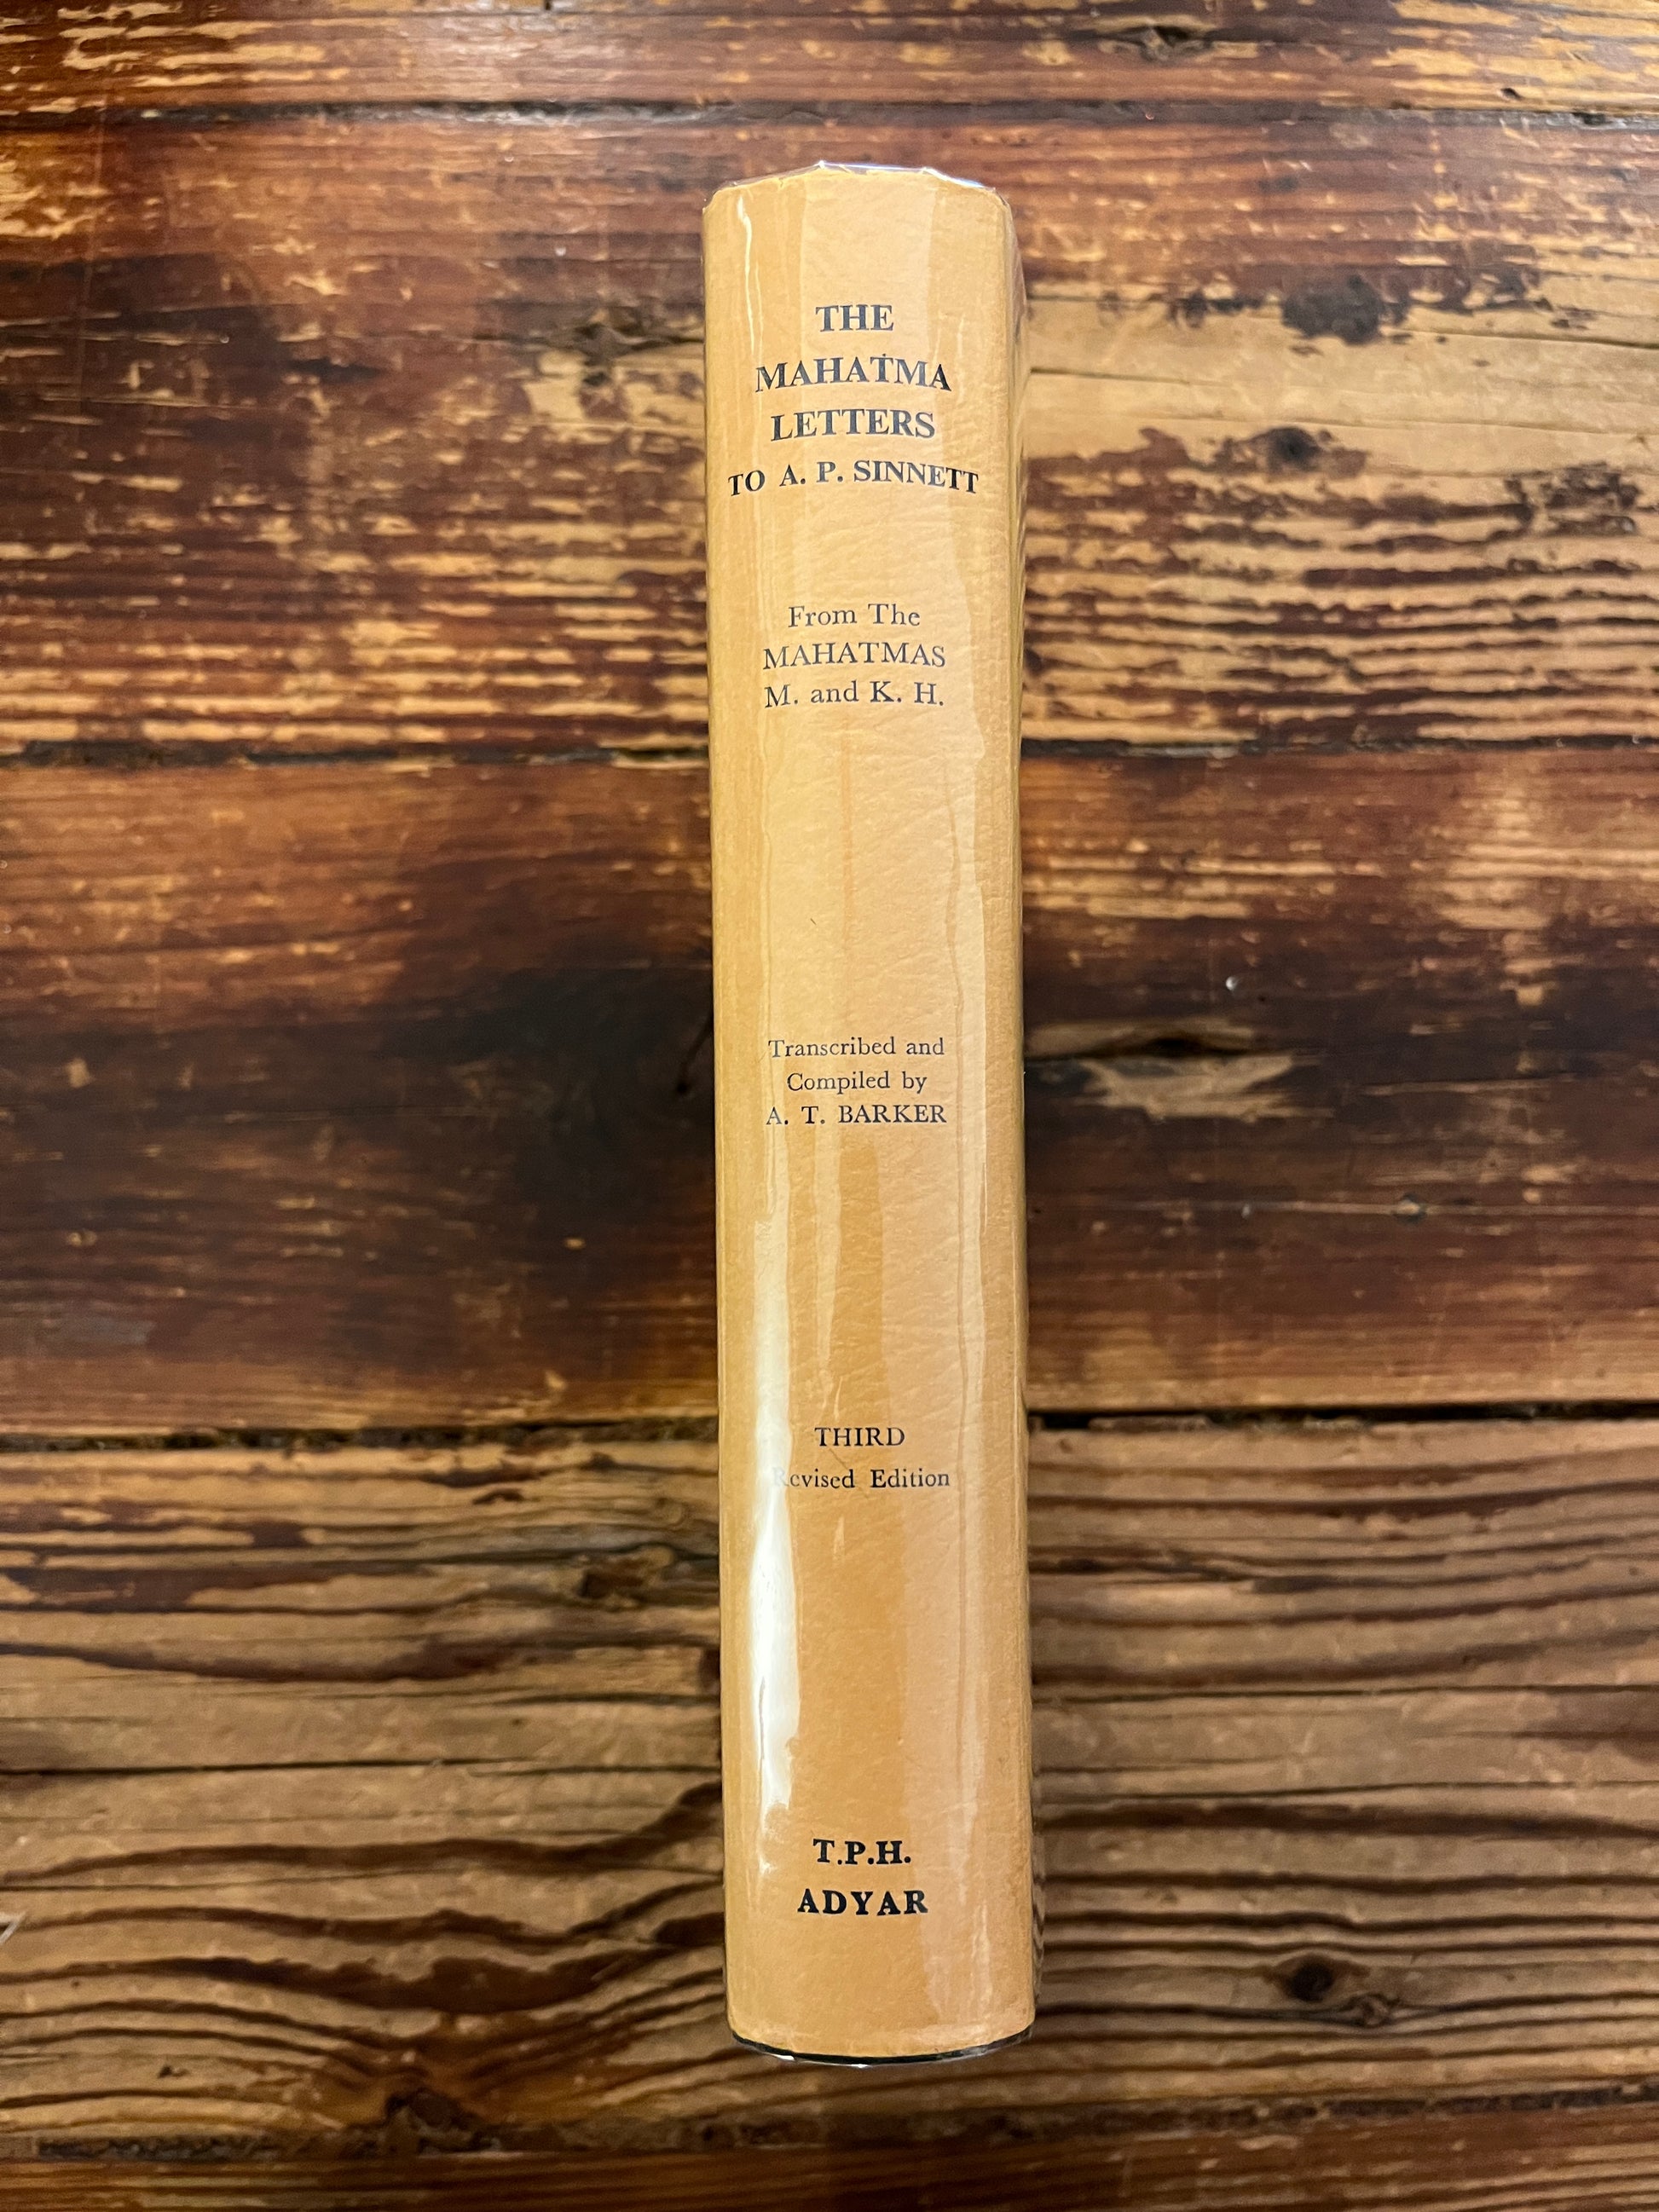 THE
MAHATMA
LETTERS
TO A. P. SINNETT
From The
MAHATMAS
M. and K. H.
Transcribed and
Compiled by
A. T. BARKER
THIRD
Revised Edition
T.P.H.
ADYAR